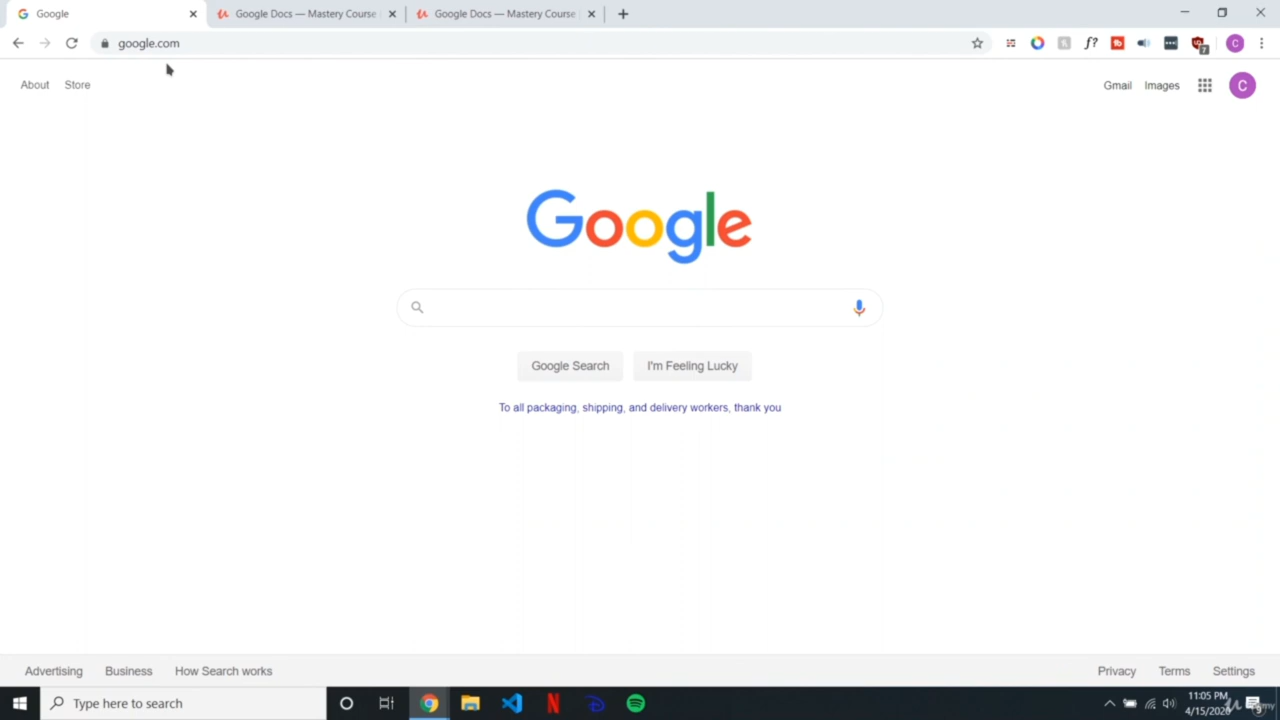 Google
Google Docs — Mastery Course
Google Docs — Mastery Course
google.com
f?
7
C
About
Store
Gmail
Images
C
Google
Google Search
I'm Feeling Lucky
To all packaging, shipping, and delivery workers, thank you
Advertising
Business
How Search works
Privacy
Terms
Settings
Type here to search
11:05 PM
4/15/2020